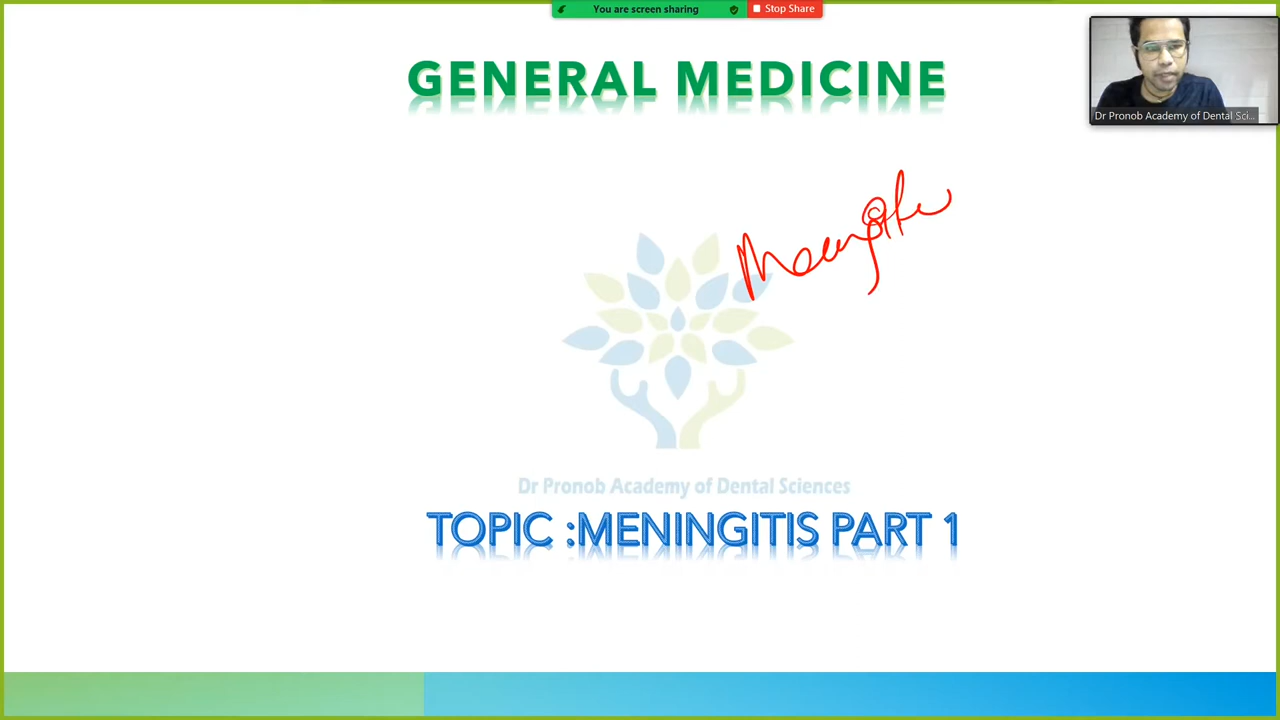 You are screen sharing
Stop Share
GENERAL MEDICINE
Dr Pronob Academy of Dental Sci...
Dr Pronob Academy of Dental Sciences
TOPIC :MENINGITIS PART 1